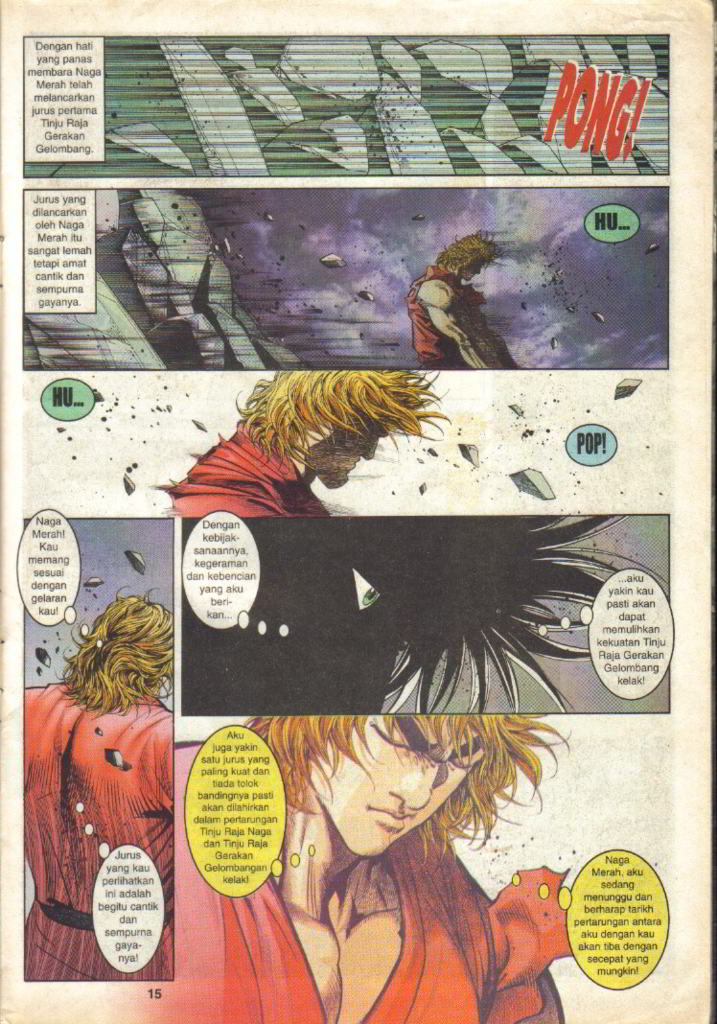 Dengan hati
yang panas
membara Naga
Merah telah
melancarkan
jurus pertama
Tinju Raja
Gerakan
Gelombang.
PONG!
Jurus yang
dilancarkan
oleh Naga
Merah itu
sangat lemah
tetapi amat
cantik dan
sempurna
gayanya.
HU...
HU...
POP!
Naga
Merah! Kau
memang
sesuai
dengan
gelaran
kau!
Dengan
kebijak-
sanaannya,
kegeraman
dan kebencian
yang aku
beri-
kan...
...aku
yakin kau
pasti akan
dapat
memulihkan
kekuatan Tinju
Raja Gerakan
Gelombang
kelak!
Jurus
yang kau
perlihatkan
ini adalah
begitu cantik
dan
sempurna
gaya-
nya!
Aku
juga yakin
satu jurus yang
paling kuat dan
tiada tolok
bandingnya pasti
akan dilahirkan
dalam pertarungan
Tinju Raja Naga
dan Tinju Raja
Gerakan
Gelombangan
kelak!
Naga
Merah, aku
sedang
menunggu dan
berharap tarikh
pertarungan antara
aku dengan kau
akan tiba dengan
secepat yang
mungkin!
15